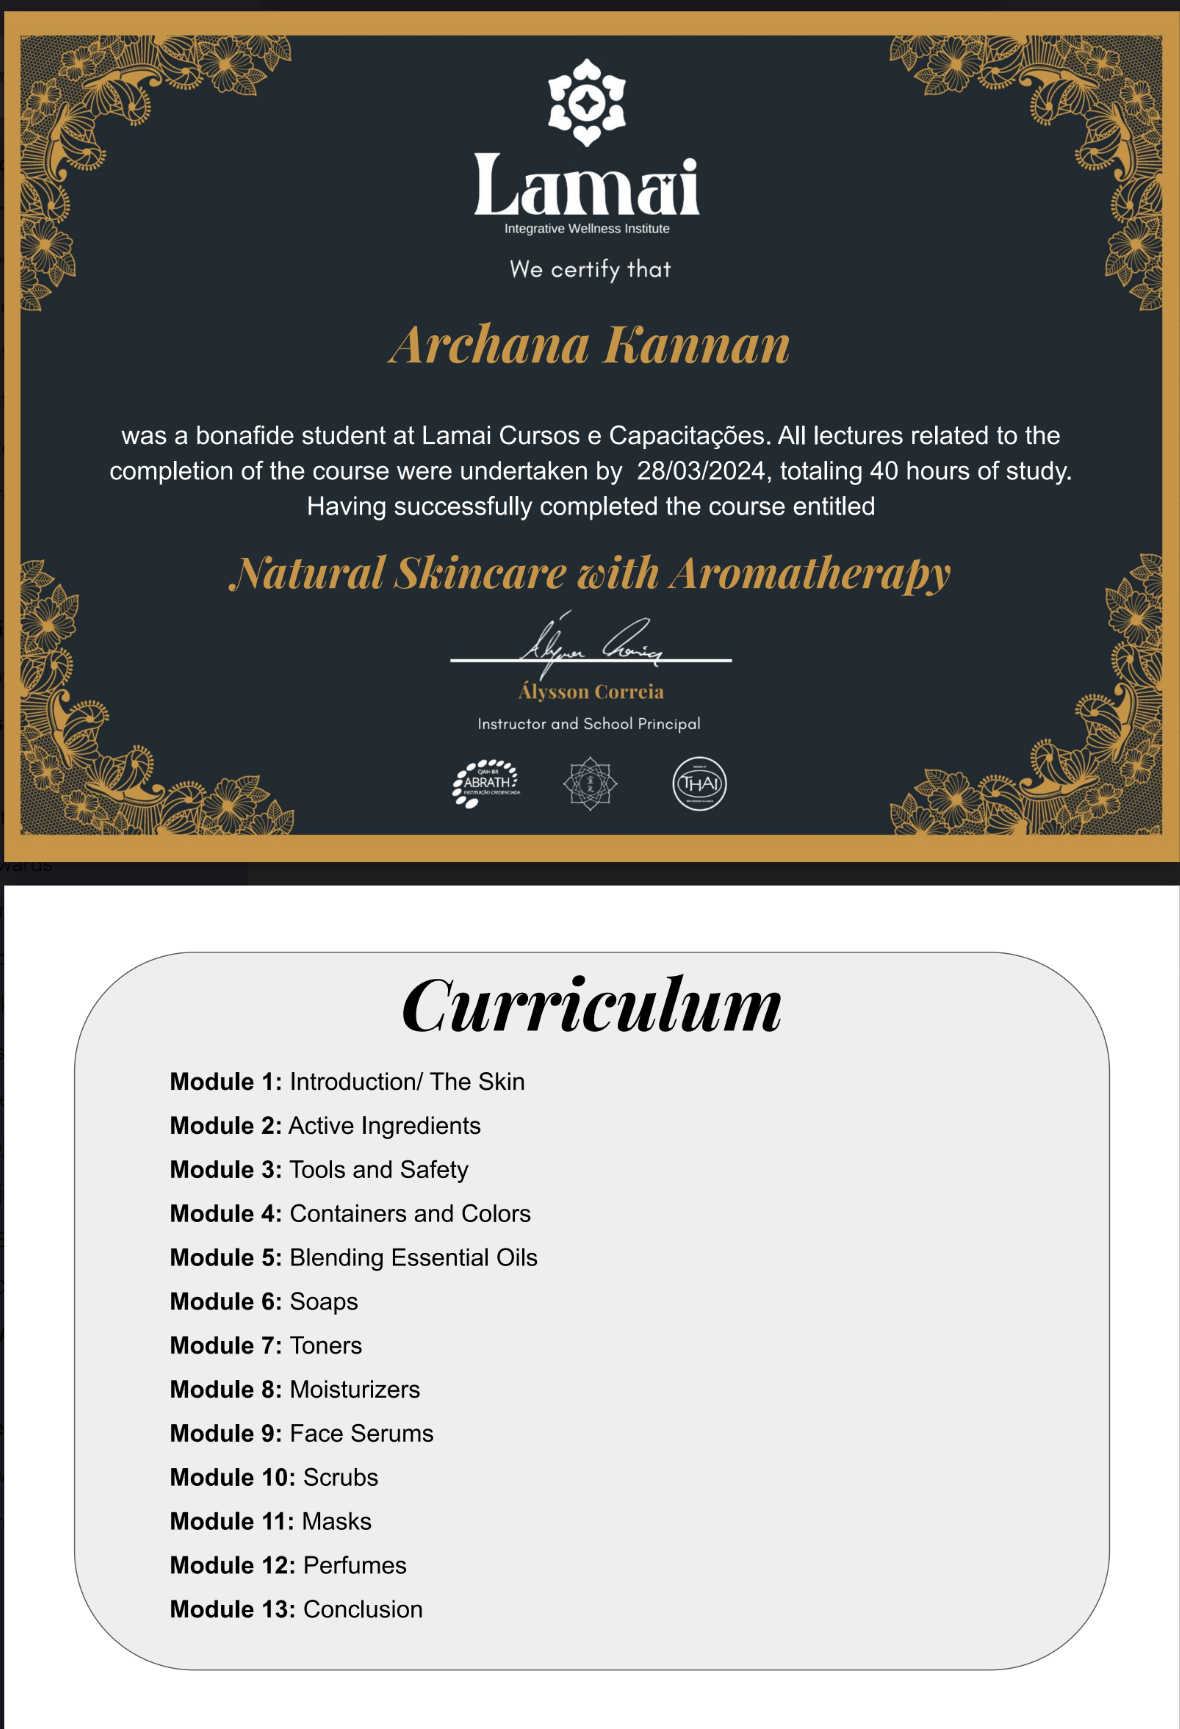 Lamai
Integrative Wellness Institute
We certify that
Archana Kannan
was a bonafide student at Lamai Cursos e Capacitações. All lectures related to the
completion of the course were undertaken by 28/03/2024, totaling 40 hours of study.
Having successfully completed the course entitled
Natural Skincare with Aromatherapy
Álysson Correia
Instructor and School Principal
QAH-BR
ABRATH
INSTITUIÇÃO CREDENCIADA
THAI
wards
Curriculum
Module 1: Introduction/ The Skin
Module 2: Active Ingredients
Module 3: Tools and Safety
Module 4: Containers and Colors
Module 5: Blending Essential Oils
Module 6: Soaps
Module 7: Toners
Module 8: Moisturizers
Module 9: Face Serums
Module 10: Scrubs
Module 11: Masks
Module 12: Perfumes
Module 13: Conclusion